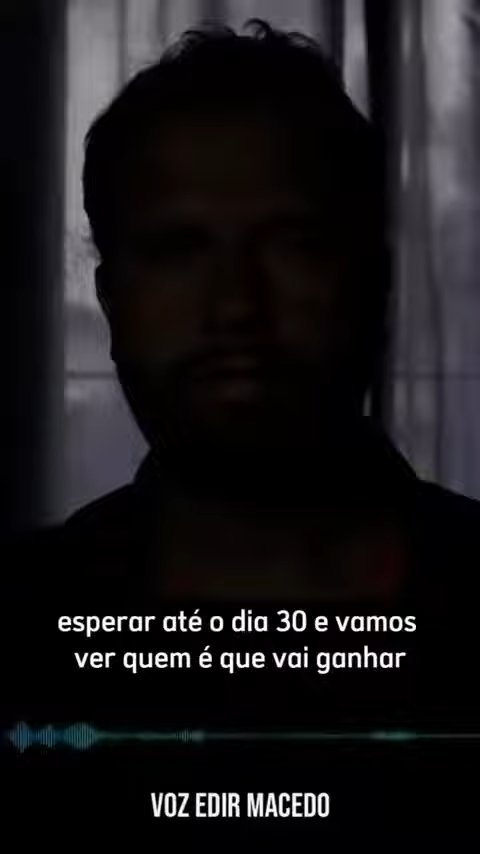 esperar até o dia 30 e vamos
ver quem é que vai ganhar
VOZ EDIR MACEDO